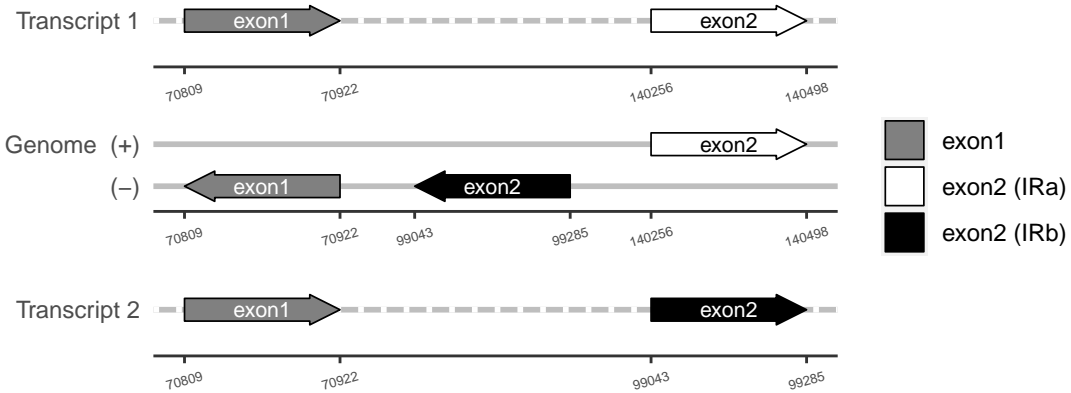 Transcript 1 exon1 exon2
70809 70922 140256 140498
Genome (+) exon2
(−) exon1 exon2
70809 70922 99043 99285 140256 140498
Transcript 2 exon1 exon2
70809 70922 99043 99285
exon1
exon2 (IRa)
exon2 (IRb)